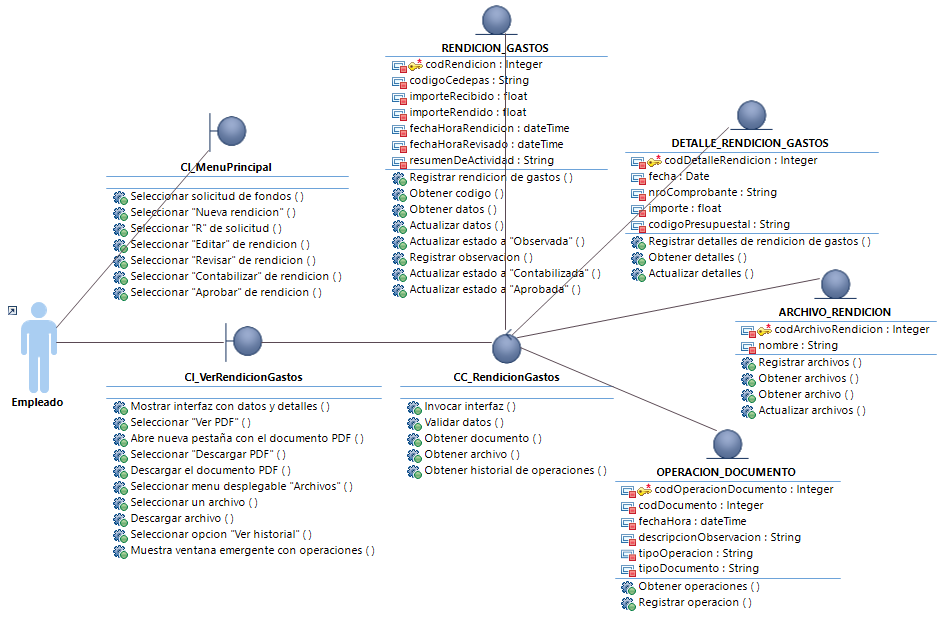 RENDICION_GASTOS
codRendicion : Integer
codigoCedepas : String
importeRecibido : float
importeRendido : float
fechaHoraRendicion : dateTime
fechaHoraRevisado : dateTime
resumenDeActividad : String
Registrar rendicion de gastos ( )
Obtener codigo ( )
Obtener datos ( )
Actualizar datos ( )
Actualizar estado a "Observada" ( )
Registrar observacion ( )
Actualizar estado a "Contabilizada" ( )
Actualizar estado a "Aprobada" ( )
CI_MenuPrincipal
Seleccionar solicitud de fondos ( )
Seleccionar "Nueva rendicion" ( )
Seleccionar "R" de solicitud ( )
Seleccionar "Editar" de rendicion ( )
Seleccionar "Revisar" de rendicion ( )
Seleccionar "Contabilizar" de rendicion ( )
Seleccionar "Aprobar" de rendicion ( )
DETALLE_RENDICION_GASTOS
codDetalleRendicion : Integer
fecha : Date
nroComprobante : String
importe : float
codigoPresupuestal : String
Registrar detalles de rendicion de gastos ( )
Obtener detalles ( )
Actualizar detalles ( )
ARCHIVO_RENDICION
codArchivoRendicion : Integer
nombre : String
Registrar archivos ( )
Obtener archivos ( )
Obtener archivo ( )
Actualizar archivos ( )
Empleado
CI_VerRendicionGastos
Mostrar interfaz con datos y detalles ( )
Seleccionar "Ver PDF" ( )
Abre nueva pestaña con el documento PDF ( )
Seleccionar "Descargar PDF" ( )
Descargar el documento PDF ( )
Seleccionar menu desplegable "Archivos" ( )
Seleccionar un archivo ( )
Descargar archivo ( )
Seleccionar opcion "Ver historial" ( )
Muestra ventana emergente con operaciones ( )
CC_RendicionGastos
Invocar interfaz ( )
Validar datos ( )
Obtener documento ( )
Obtener archivo ( )
Obtener historial de operaciones ( )
OPERACION_DOCUMENTO
codOperacionDocumento : Integer
codDocumento : Integer
fechaHora : dateTime
descripcionObservacion : String
tipoOperacion : String
tipoDocumento : String
Obtener operaciones ( )
Registrar operacion ( )